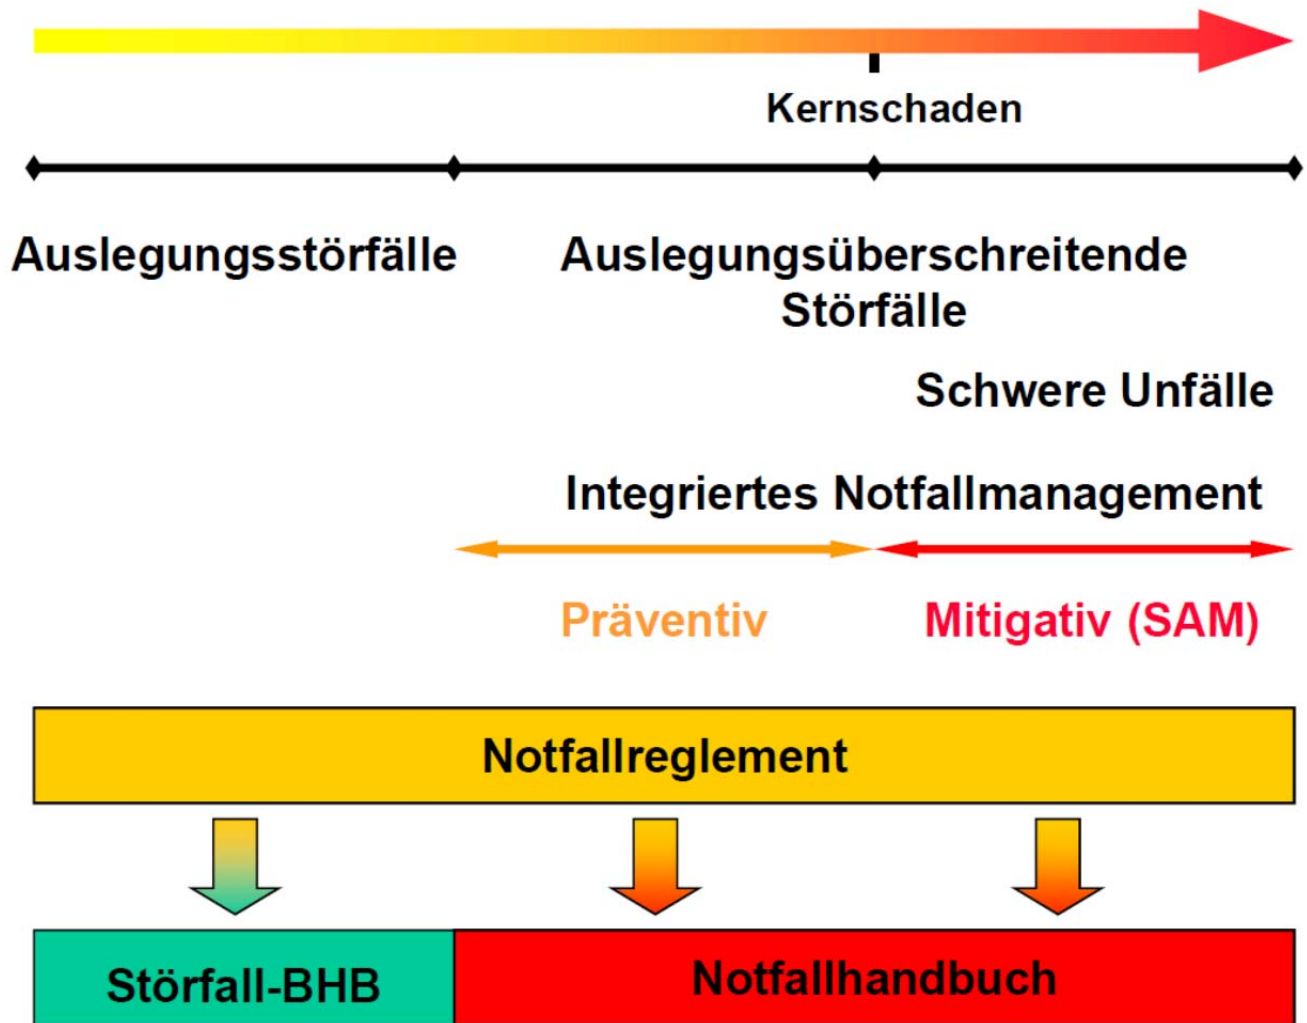 Kernschaden
Auslegungsstörfälle
Auslegungsüberschreitende
Störfälle
Schwere Unfälle
Integriertes Notfallmanagement
Präventiv
Mitigativ (SAM)
Notfallreglement
Störfall-BHB
Notfallhandbuch